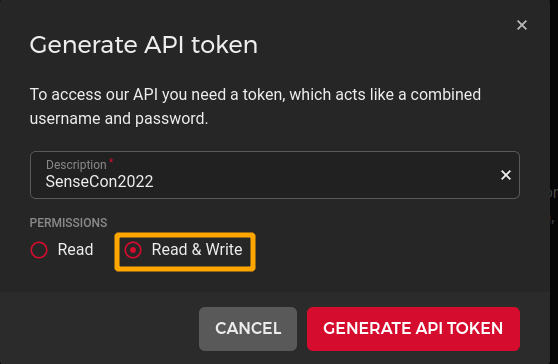 Generate API token
To access our API you need a token, which acts like a combined
username and password.
Description *
SenseCon2022
PERMISSIONS
Read
Read & Write
CANCEL
GENERATE API TOKEN